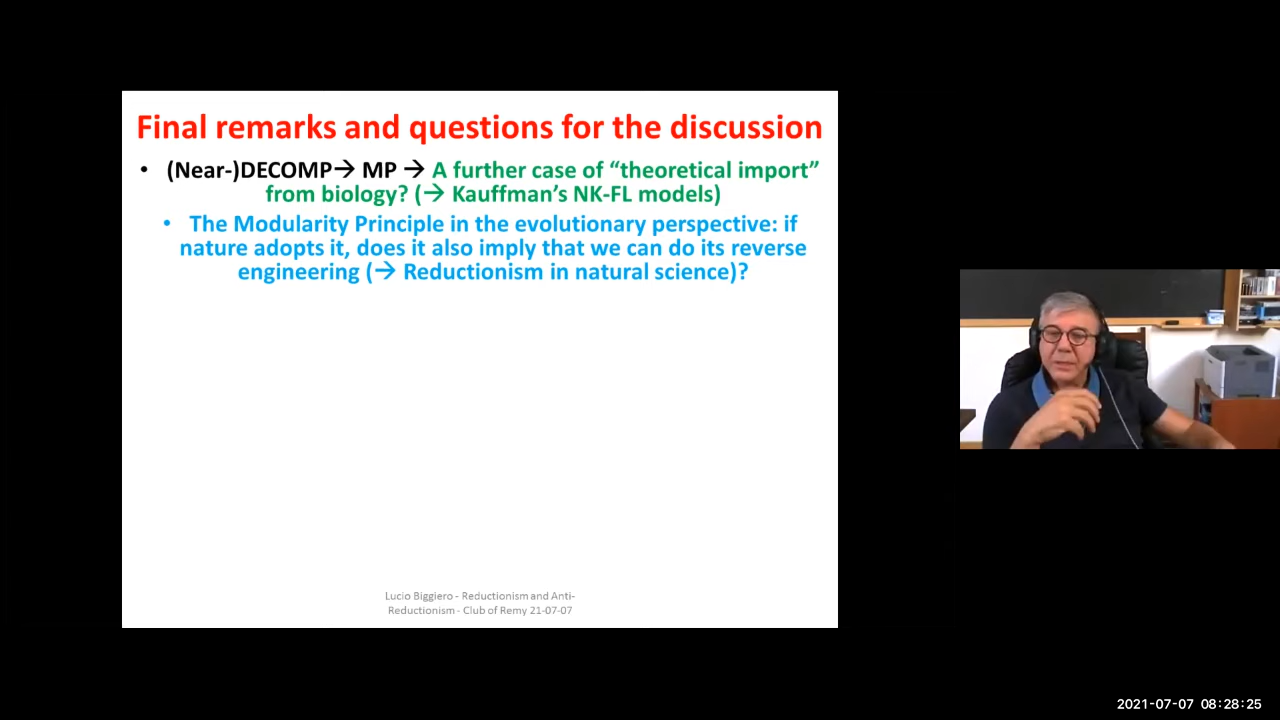 Final remarks and questions for the discussion
• (Near-)DECOMP→ MP → A further case of “theoretical import”
from biology? (→ Kauffman’s NK-FL models)
• The Modularity Principle in the evolutionary perspective: if
nature adopts it, does it also imply that we can do its reverse
engineering (→ Reductionism in natural science)?
Lucio Biggiero - Reductionism and Anti-
Reductionism - Club of Remy 21-07-07
2021-07-07 08:28:25